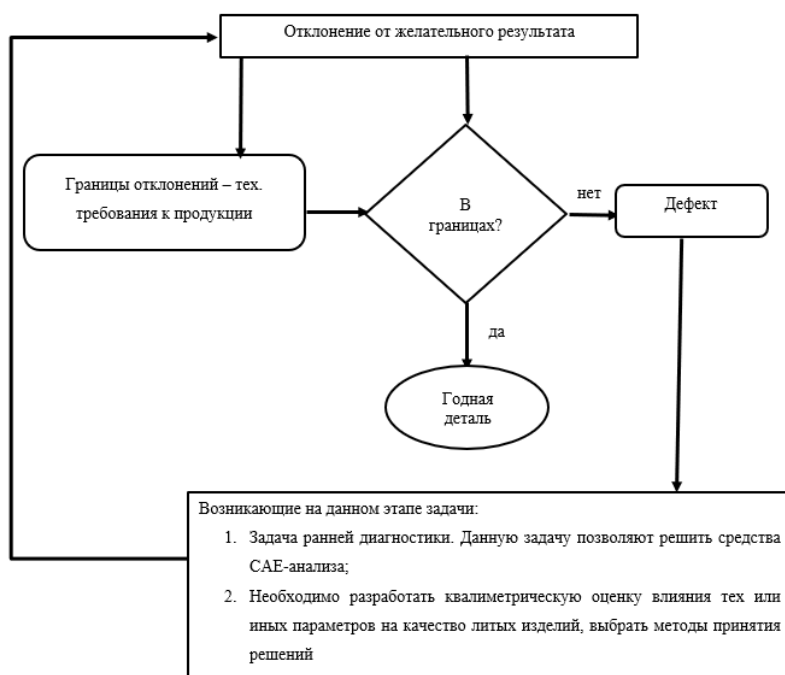 Отклонение от желательного результата
Границы отклонений – тех.
требования к продукции
В
границах?
нет
Дефект
да
Годная
деталь
Возникающие на данном этапе задачи:
1. Задача ранней диагностики. Данную задачу позволяют решить средства
CAE-анализа;
2. Необходимо разработать квалиметрическую оценку влияния тех или
иных параметров на качество литых изделий, выбрать методы принятия
решений